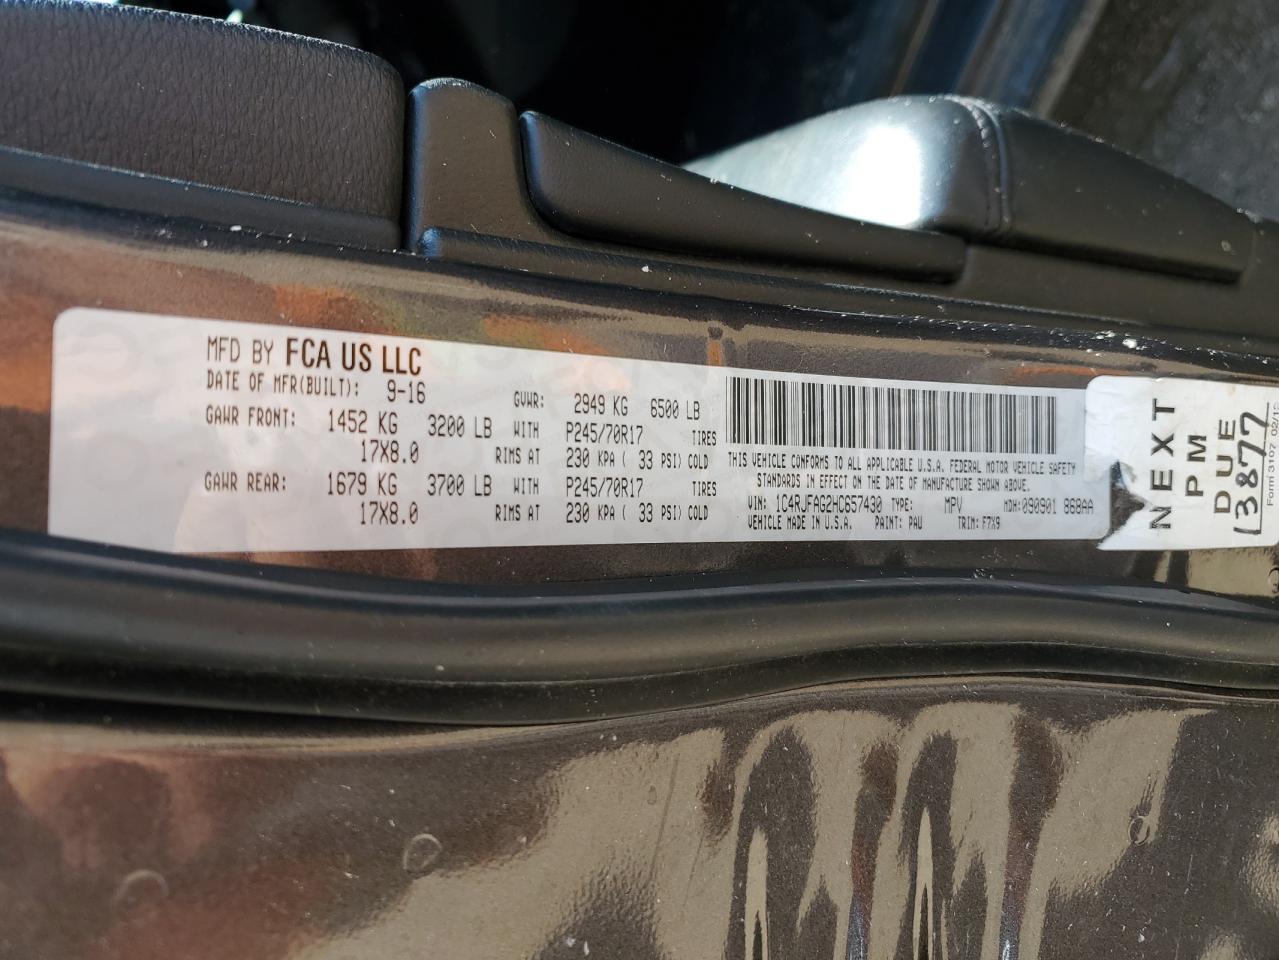 MFD BY FCA US LLC
DATE OF MFR(BUILT): 9-16 GVWR: 2949 KG 6500 LB
GAWR FRONT: 1452 KG 3200 LB WITH P245/70R17 TIRES
17X8.0 RIMS AT 230 KPA ( 33 PSI) COLD
GAWR REAR: 1679 KG 3700 LB WITH P245/70R17 TIRES
17X8.0 RIMS AT 230 KPA ( 33 PSI) COLD
THIS VEHICLE CONFORMS TO ALL APPLICABLE U.S.A. FEDERAL MOTOR VEHICLE SAFETY
STANDARDS IN EFFECT ON THE DATE OF MANUFACTURE SHOWN ABOVE.
VIN: 1C4RJFAG2HC657430 TYPE: MPV MDH:090901 868AA
VEHICLE MADE IN U.S.A. PAINT: PAU TRIM: F7X9
NEXT
PM
DUE
13877
Form 3107